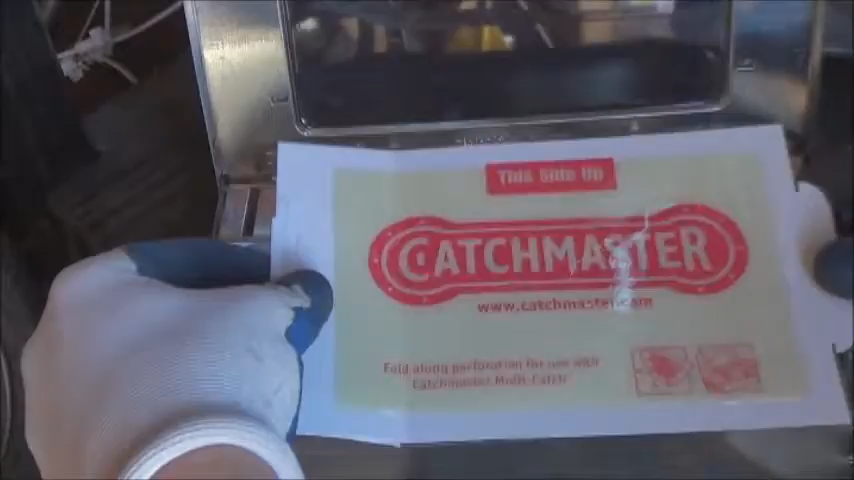 This Side Up
CATCHMASTER
www.catchmaster.com
Fold along perforation for use with
Catchmaster Multi-Catch